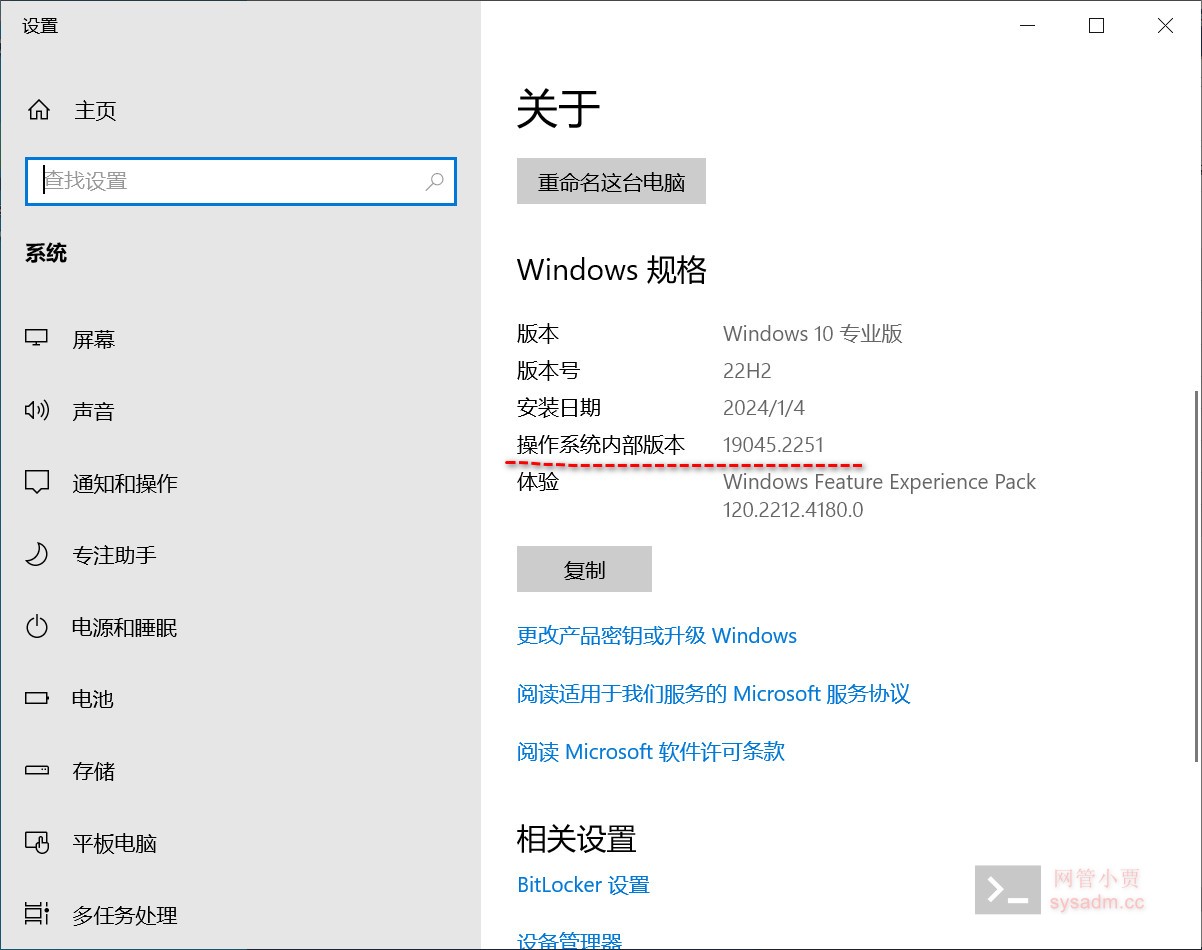 设置
主页
查找设置
系统
屏幕
声音
通知和操作
专注助手
电源和睡眠
电池
存储
平板电脑
多任务处理
关于
重命名这台电脑
Windows 规格
版本 Windows 10 专业版
版本号 22H2
安装日期 2024/1/4
操作系统内部版本 19045.2251
体验 Windows Feature Experience Pack
120.2212.4180.0
复制
更改产品密钥或升级 Windows
阅读适用于我们服务的 Microsoft 服务协议
阅读 Microsoft 软件许可条款
相关设置
BitLocker 设置
设备管理器
网管小贾
sysadm.cc